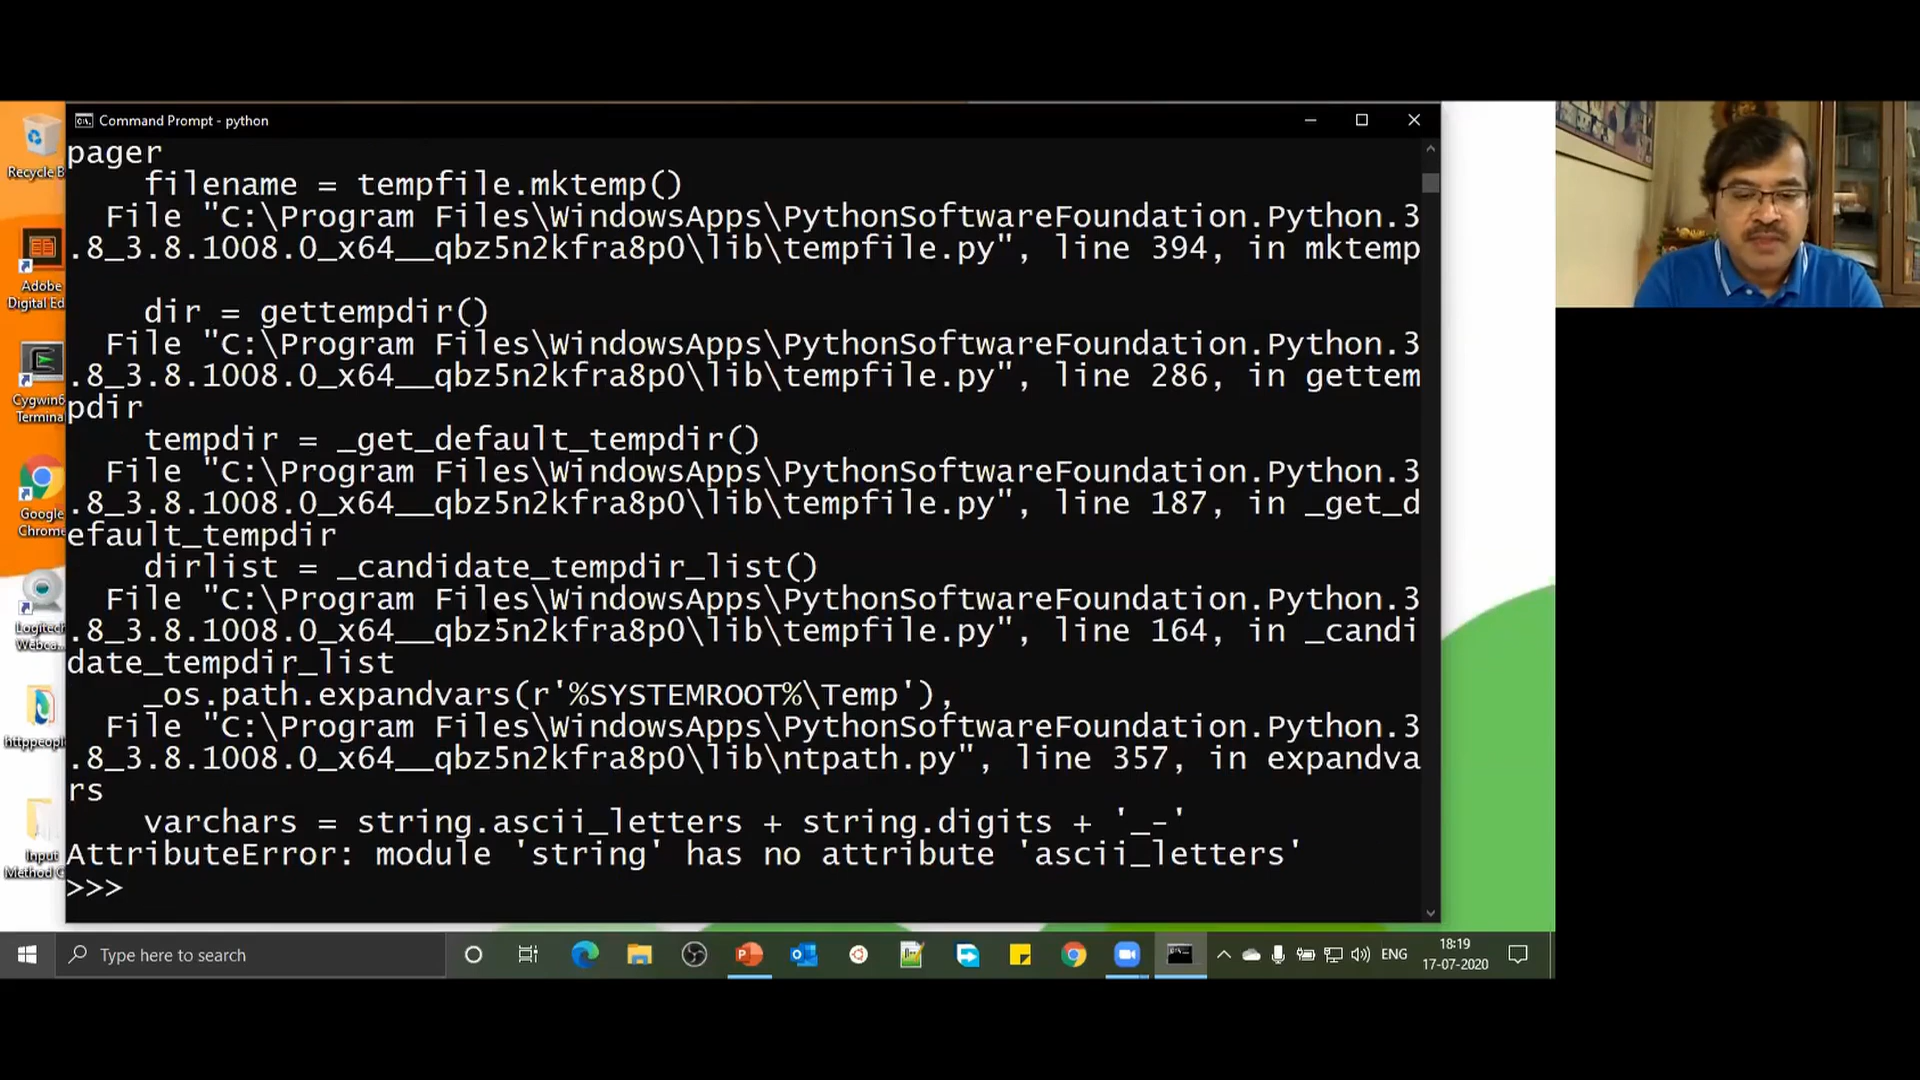 Command Prompt - python
pager
filename = tempfile.mktemp()
File "C:\Program Files\WindowsApps\PythonSoftwareFoundation.Python.3
.8_3.8.1008.0_x64__qbz5n2kfra8p0\lib\tempfile.py", line 394, in mktemp
dir = gettempdir()
File "C:\Program Files\WindowsApps\PythonSoftwareFoundation.Python.3
.8_3.8.1008.0_x64__qbz5n2kfra8p0\lib\tempfile.py", line 286, in gettem
pdir
tempdir = _get_default_tempdir()
File "C:\Program Files\WindowsApps\PythonSoftwareFoundation.Python.3
.8_3.8.1008.0_x64__qbz5n2kfra8p0\lib\tempfile.py", line 187, in _get_d
efault_tempdir
dirlist = _candidate_tempdir_list()
File "C:\Program Files\WindowsApps\PythonSoftwareFoundation.Python.3
.8_3.8.1008.0_x64__qbz5n2kfra8p0\lib\tempfile.py", line 164, in _candi
date_tempdir_list
_os.path.expandvars(r'%SYSTEMROOT%\Temp'),
File "C:\Program Files\WindowsApps\PythonSoftwareFoundation.Python.3
.8_3.8.1008.0_x64__qbz5n2kfra8p0\lib\ntpath.py", line 357, in expandva
rs
varchars = string.ascii_letters + string.digits + '_-'
AttributeError: module 'string' has no attribute 'ascii_letters'
>>>
Recycle B
Adobe
Digital Ed
Cygwin6
Terminal
Google
Chrome
Logitech
Webca...
httppeopl
Input
Method C
Type here to search
ENG
18:19
17-07-2020